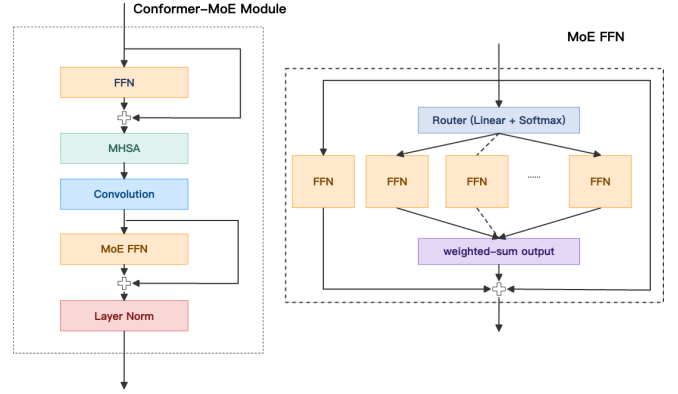 Conformer-MoE Module
FFN
MHSA
Convolution
MoE FFN
Layer Norm
MoE FFN
Router (Linear + Softmax)
FFN
FFN
FFN
......
FFN
weighted-sum output